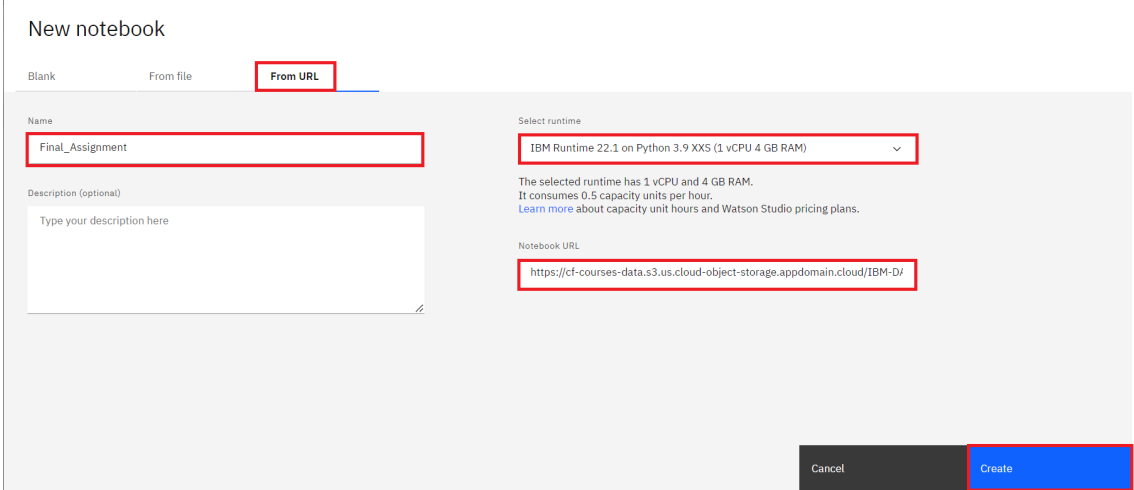 New notebook
Blank
From file
From URL
Name
Final_Assignment
Description (optional)
Type your description here
Select runtime
IBM Runtime 22.1 on Python 3.9 XXS (1 vCPU 4 GB RAM)
The selected runtime has 1 vCPU and 4 GB RAM.
It consumes 0.5 capacity units per hour.
Learn more about capacity unit hours and Watson Studio pricing plans.
Notebook URL
https://cf-courses-data.s3.us.cloud-object-storage.appdomain.cloud/IBM-DA
Cancel
Create